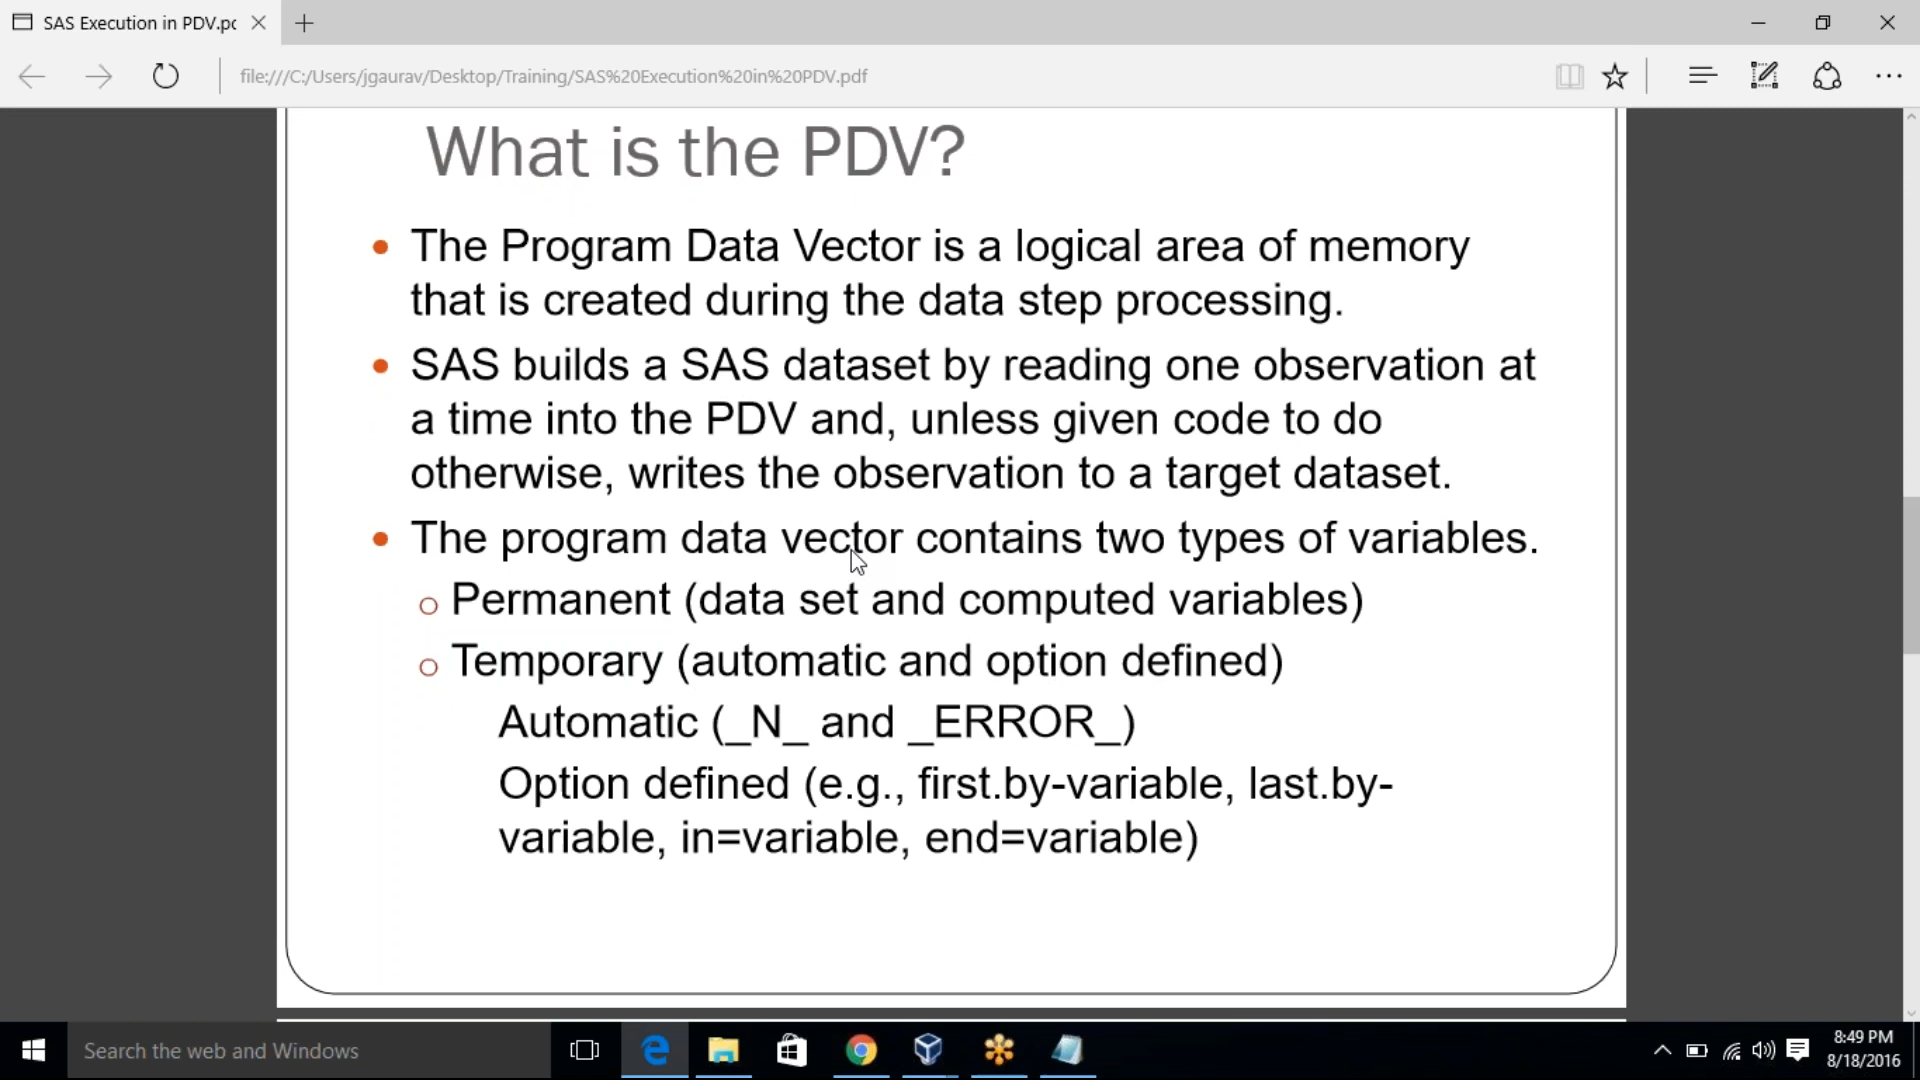 SAS Execution in PDV.pd
file:///C:/Users/jgaurav/Desktop/Training/SAS%20Execution%20in%20PDV.pdf
What is the PDV?
The Program Data Vector is a logical area of memory
that is created during the data step processing.
SAS builds a SAS dataset by reading one observation at
a time into the PDV and, unless given code to do
otherwise, writes the observation to a target dataset.
The program data vector contains two types of variables.
Permanent (data set and computed variables)
Temporary (automatic and option defined)
Automatic (_N_ and _ERROR_)
Option defined (e.g., first.by-variable, last.by-
variable, in=variable, end=variable)
Search the web and Windows
8:49 PM
8/18/2016